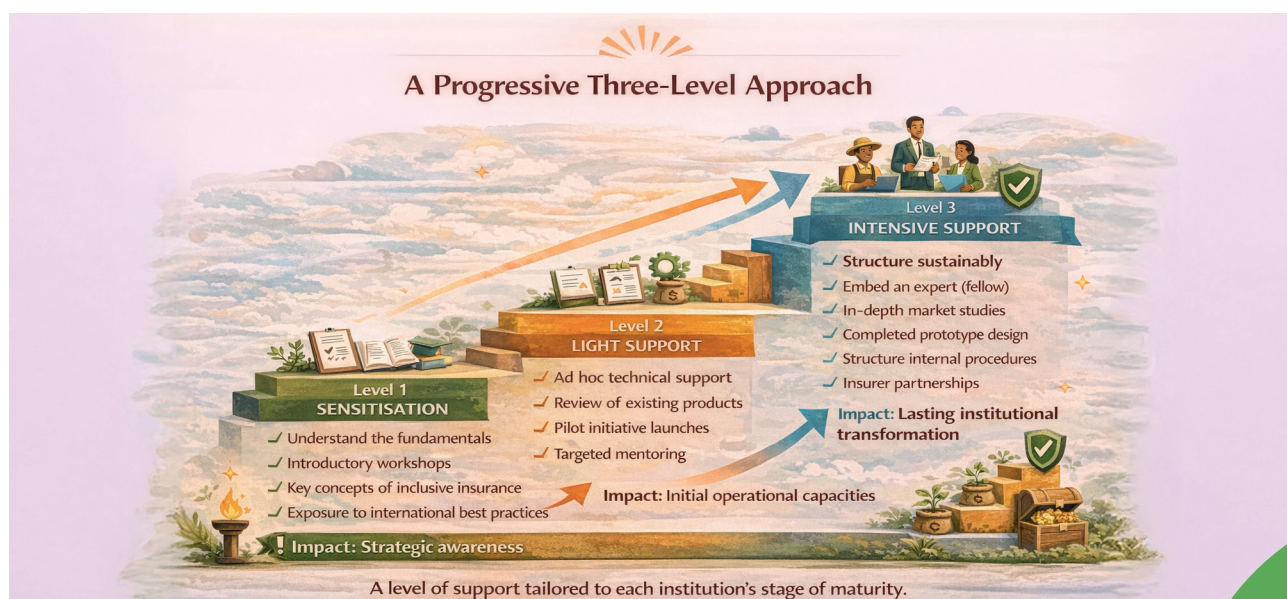 A Progressive Three-Level Approach
Level 1
SENSITISATION
Understand the fundamentals
Introductory workshops
Key concepts of inclusive insurance
Exposure to international best practices
! Impact: Strategic awareness
Level 2
LIGHT SUPPORT
Ad hoc technical support
Review of existing products
Pilot initiative launches
Targeted mentoring
Impact: Initial operational capacities
Level 3
INTENSIVE SUPPORT
Structure sustainably
Embed an expert (fellow)
In-depth market studies
Completed prototype design
Structure internal procedures
Insurer partnerships
Impact: Lasting institutional
transformation
A level of support tailored to each institution's stage of maturity.